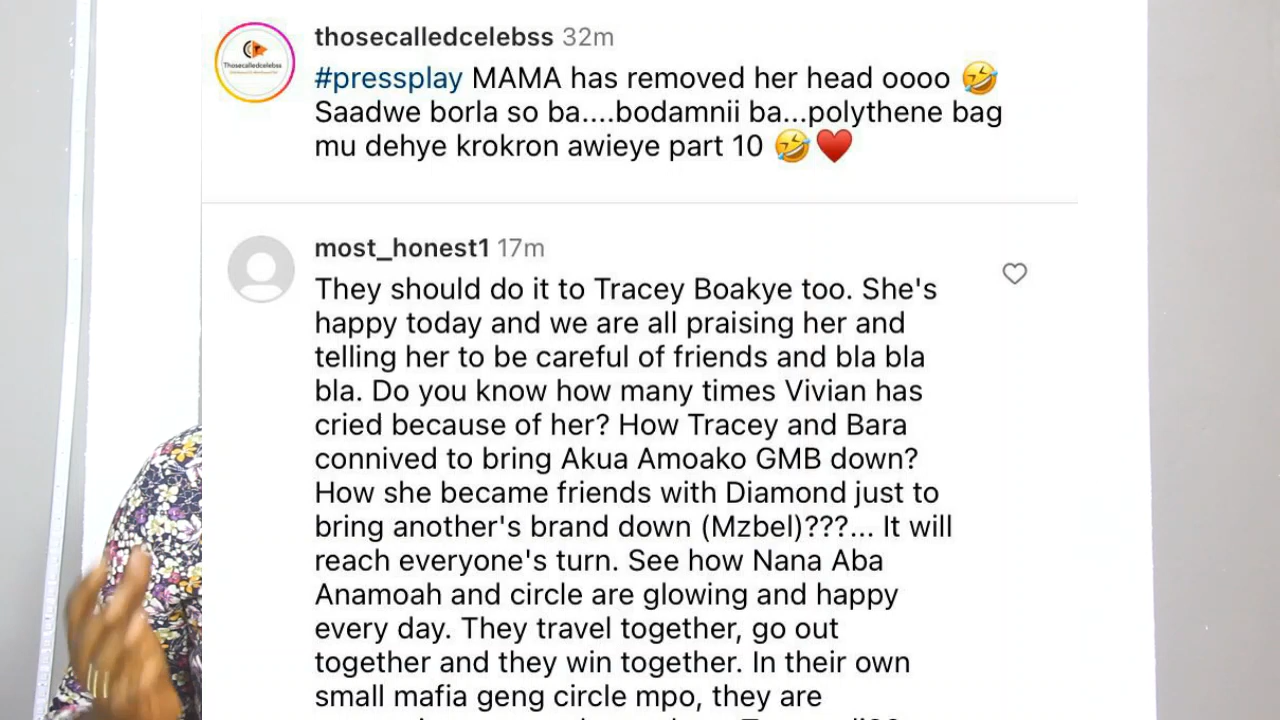 thosecalledcelebss 32m
#pressplay MAMA has removed her head oooo 🤣
Saadwe borla so ba....bodamnii ba...polythene bag
mu dehye krokron awieye part 10 🤣♥️
Thosecalledcelebss
most_honest1 17m
They should do it to Tracey Boakye too. She's
happy today and we are all praising her and
telling her to be careful of friends and bla bla
bla. Do you know how many times Vivian has
cried because of her? How Tracey and Bara
connived to bring Akua Amoako GMB down?
How she became friends with Diamond just to
bring another's brand down (Mzbel)???... It will
reach everyone's turn. See how Nana Aba
Anamoah and circle are glowing and happy
every day. They travel together, go out
together and they win together. In their own
small mafia geng circle mpo, they are